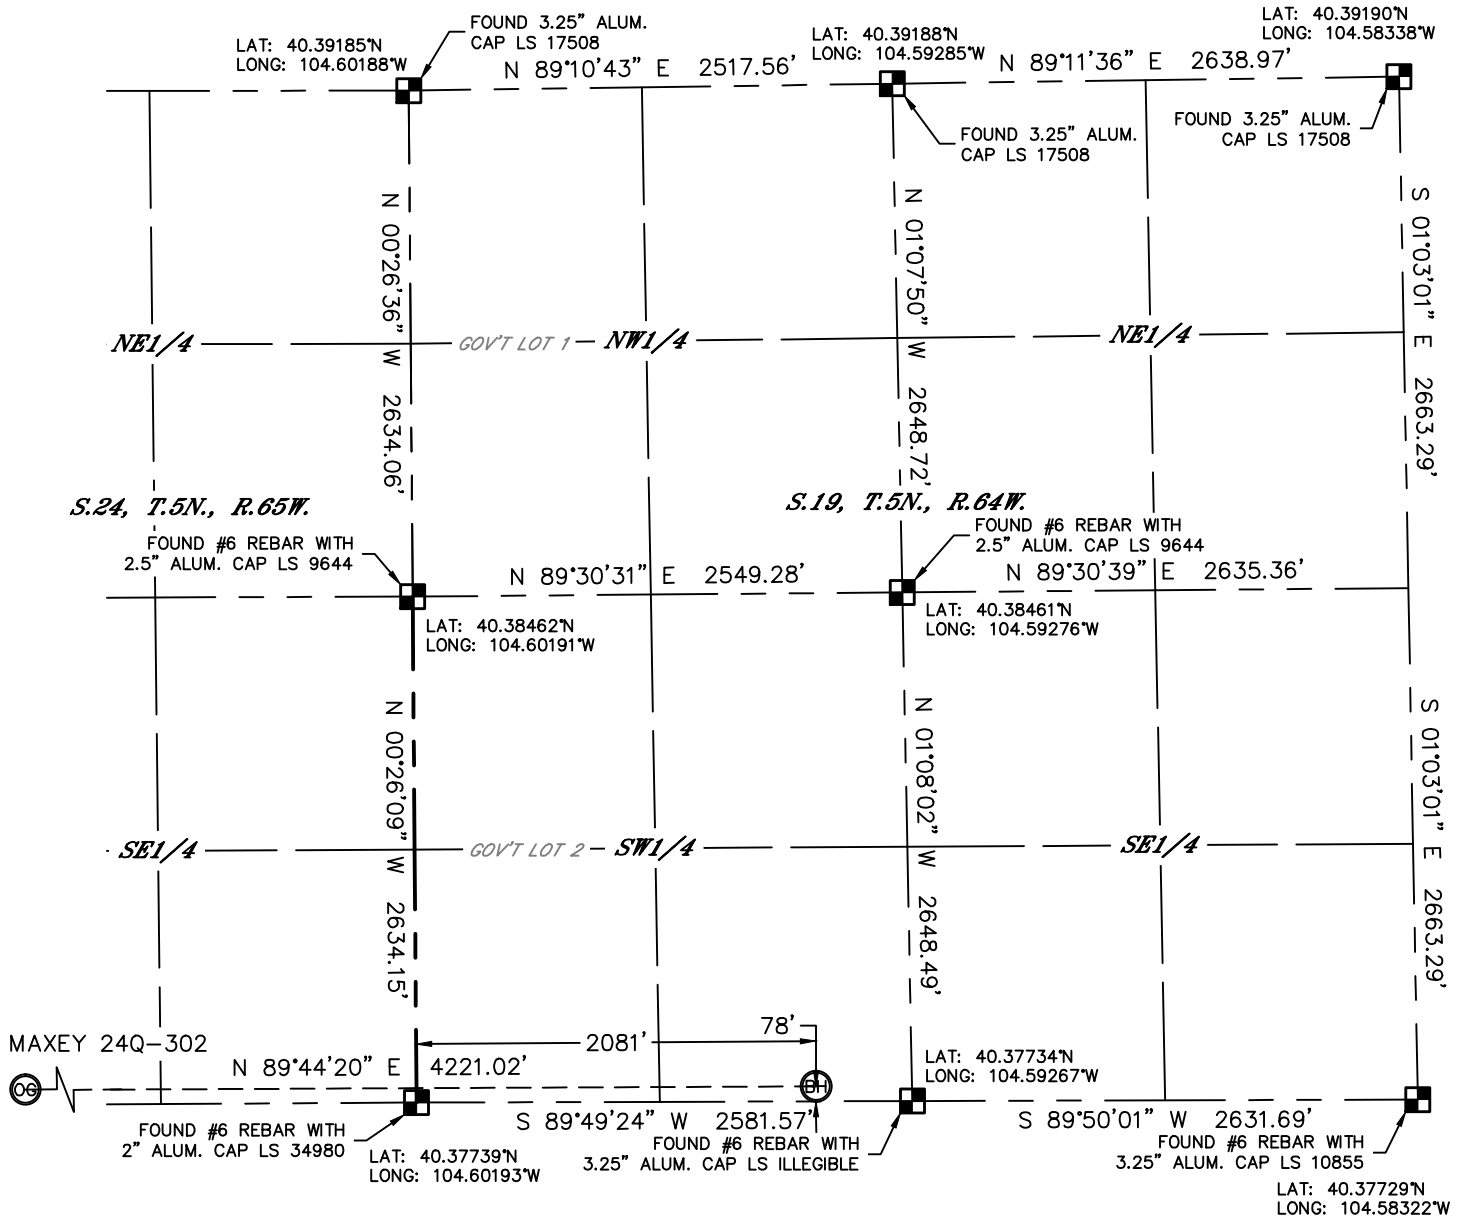 LAT: 40.39185°N
LONG: 104.60188°W
FOUND 3.25" ALUM.
CAP LS 17508
N 89°10'43" E 2517.56'
LAT: 40.39188°N
LONG: 104.59285°W
N 89°11'36" E 2638.97'
LAT: 40.39190°N
LONG: 104.58338°W
FOUND 3.25" ALUM.
CAP LS 17508
FOUND 3.25" ALUM.
CAP LS 17508
N 00°26'36" W 2634.06'
N 01°07'50" W 2648.72'
S 01°03'01" E 2663.29'
NE1/4
GOV'T LOT 1
NW1/4
NE1/4
S.24, T.5N., R.65W.
S.19, T.5N., R.64W.
FOUND #6 REBAR WITH
2.5" ALUM. CAP LS 9644
FOUND #6 REBAR WITH
2.5" ALUM. CAP LS 9644
N 89°30'31" E 2549.28'
N 89°30'39" E 2635.36'
LAT: 40.38462°N
LONG: 104.60191°W
LAT: 40.38461°N
LONG: 104.59276°W
N 00°26'09" W 2634.15'
N 01°08'02" W 2648.49'
S 01°03'01" E 2663.29'
SE1/4
GOV'T LOT 2
SW1/4
SE1/4
MAXEY 24Q-302
2081'
78'
N 89°44'20" E 4221.02'
OG
BH
LAT: 40.37734°N
LONG: 104.59267°W
S 89°49'24" W 2581.57'
S 89°50'01" W 2631.69'
FOUND #6 REBAR WITH
2" ALUM. CAP LS 34980
LAT: 40.37739°N
LONG: 104.60193°W
FOUND #6 REBAR WITH
3.25" ALUM. CAP LS ILLEGIBLE
FOUND #6 REBAR WITH
3.25" ALUM. CAP LS 10855
LAT: 40.37729°N
LONG: 104.58322°W